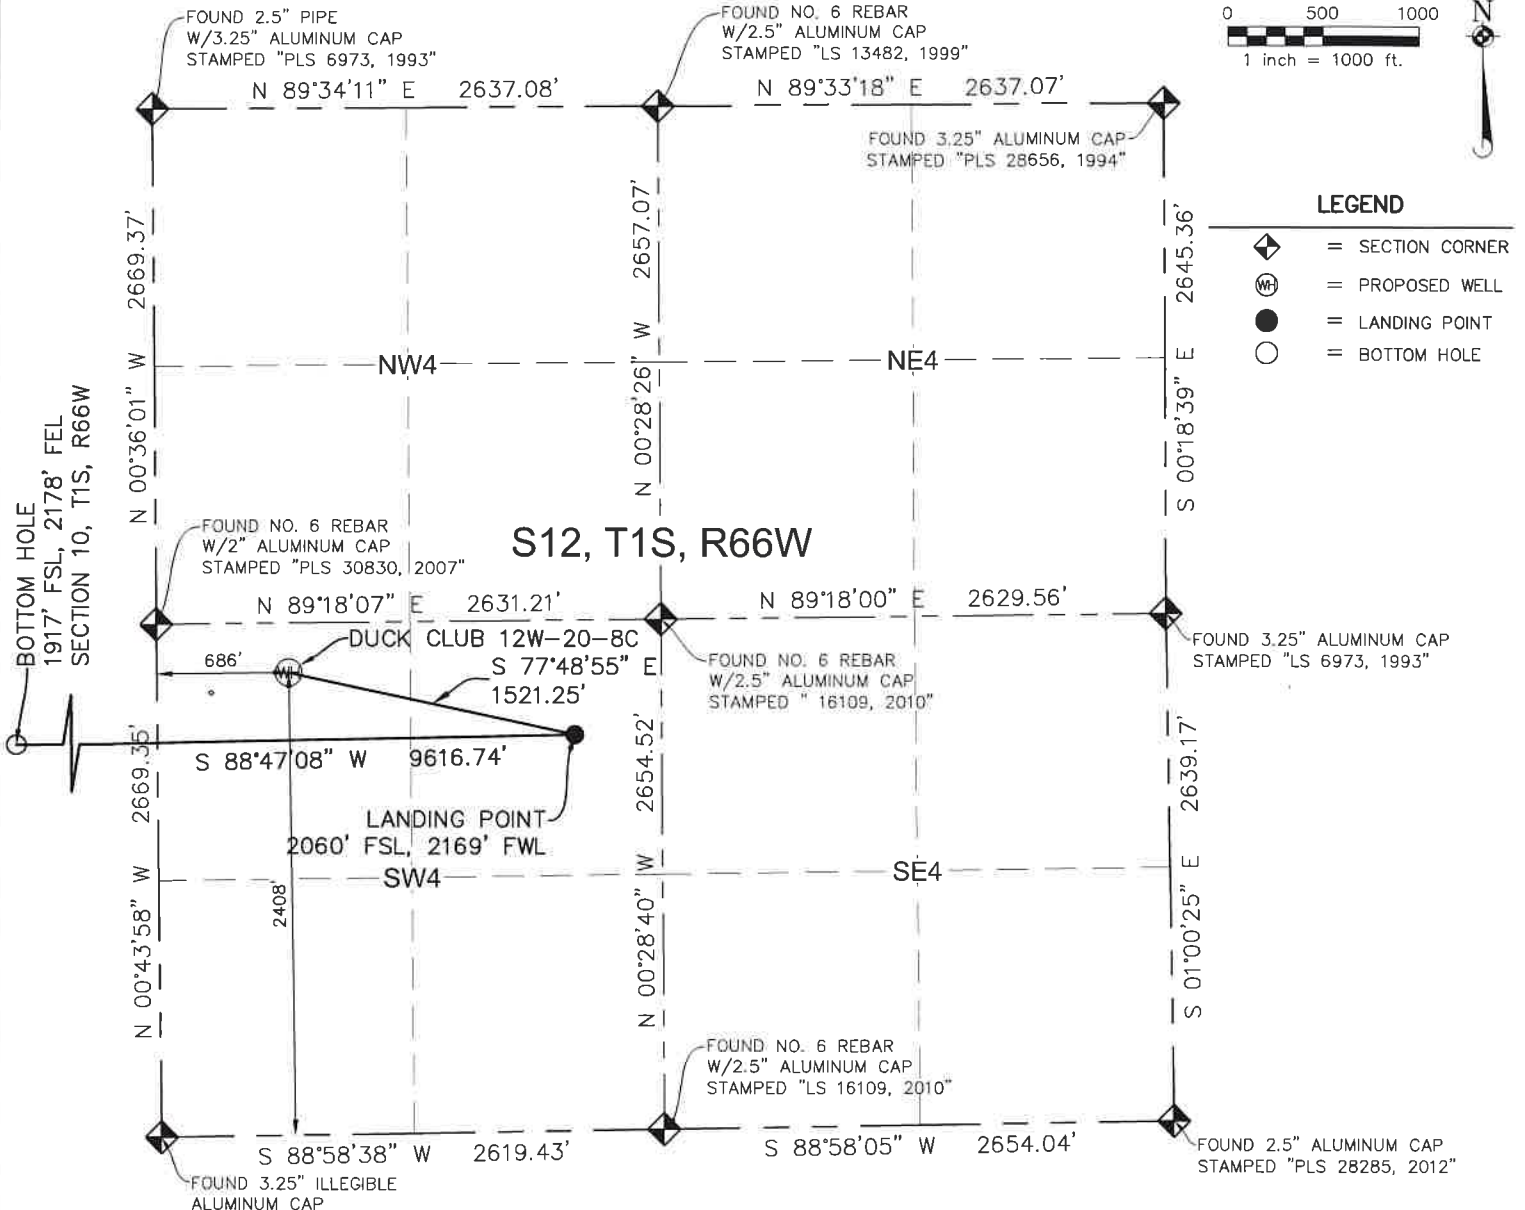 FOUND 2.5" PIPE
W/3.25" ALUMINUM CAP
STAMPED "PLS 6973, 1993"
FOUND NO. 6 REBAR
W/2.5" ALUMINUM CAP
STAMPED "LS 13482, 1999"
0 500 1000
1 inch = 1000 ft.
N
N 89°34'11" E 2637.08'
N 89°33'18" E 2637.07'
FOUND 3.25" ALUMINUM CAP
STAMPED "PLS 28656, 1994"
LEGEND
= SECTION CORNER
WH = PROPOSED WELL
= LANDING POINT
= BOTTOM HOLE
N 00°36'01" W 2669.37'
N 00°28'26" W 2657.07'
S 00°18'39" E 2645.36'
NW4
NE4
BOTTOM HOLE
1917' FSL, 2178' FEL
SECTION 10, T1S, R66W
FOUND NO. 6 REBAR
W/2" ALUMINUM CAP
STAMPED "PLS 30830, 2007"
S12, T1S, R66W
N 89°18'07" E 2631.21'
N 89°18'00" E 2629.56'
DUCK CLUB 12W-20-8C
686'
WH
S 77°48'55" E
1521.25'
FOUND NO. 6 REBAR
W/2.5" ALUMINUM CAP
STAMPED " 16109, 2010"
FOUND 3.25" ALUMINUM CAP
STAMPED "LS 6973, 1993"
S 88°47'08" W 9616.74'
LANDING POINT
2060' FSL, 2169' FWL
N 00°43'58" W 2669.35'
2408'
N 00°28'40" W 2654.52'
S 01°00'25" E 2639.17'
SW4
SE4
FOUND NO. 6 REBAR
W/2.5" ALUMINUM CAP
STAMPED "LS 16109, 2010"
S 88°58'38" W 2619.43'
S 88°58'05" W 2654.04'
FOUND 2.5" ALUMINUM CAP
STAMPED "PLS 28285, 2012"
FOUND 3.25" ILLEGIBLE
ALUMINUM CAP